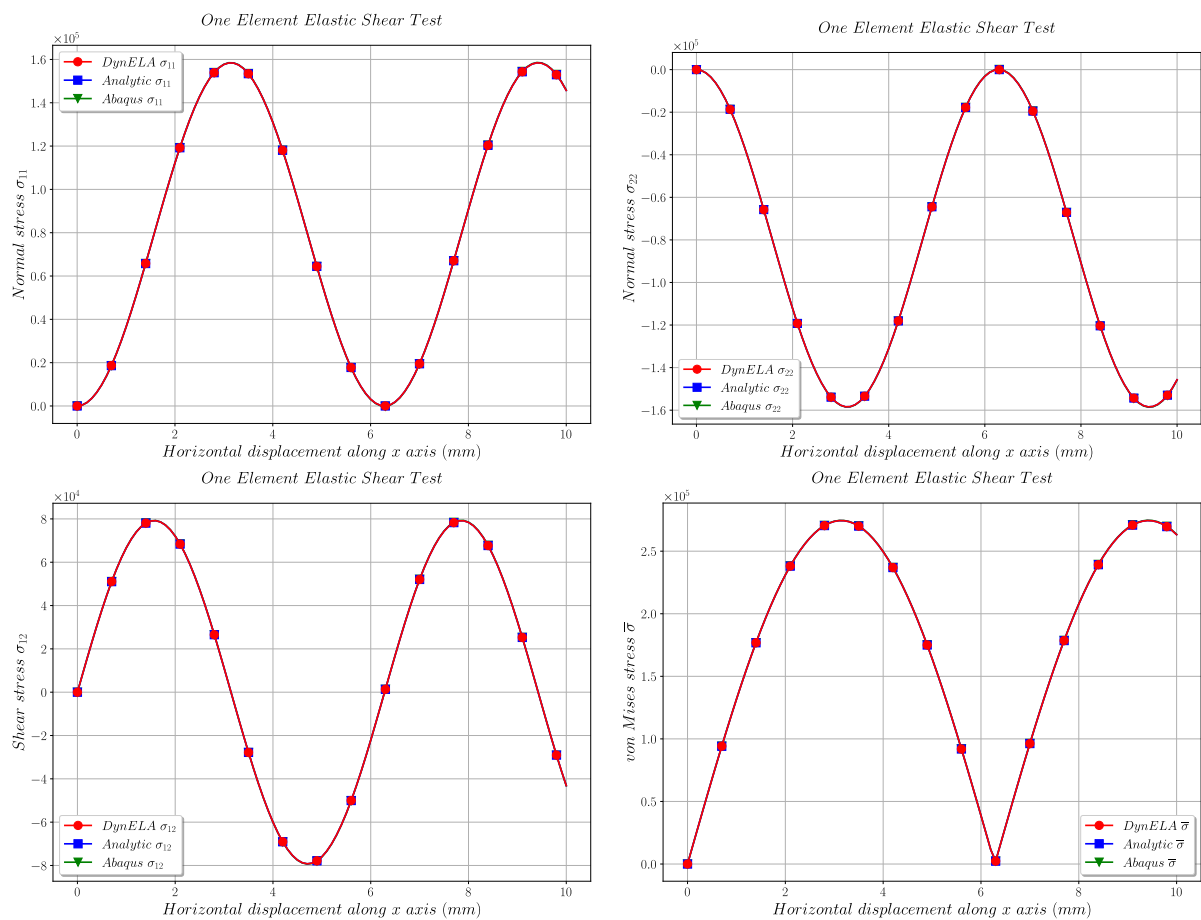 One Element Elastic Shear Test
×10⁵
1.6
1.4
1.2
1.0
0.8
0.6
0.4
0.2
0.0
Normal stress σ₁₁
DynELA σ₁₁
Analytic σ₁₁
Abaqus σ₁₁
0 2 4 6 8 10
Horizontal displacement along x axis (mm)
One Element Elastic Shear Test
×10⁵
0.0
−0.2
−0.4
−0.6
−0.8
−1.0
−1.2
−1.4
−1.6
Normal stress σ₂₂
DynELA σ₂₂
Analytic σ₂₂
Abaqus σ₂₂
0 2 4 6 8 10
Horizontal displacement along x axis (mm)
One Element Elastic Shear Test
×10⁴
8
6
4
2
0
−2
−4
−6
−8
Shear stress σ₁₂
DynELA σ₁₂
Analytic σ₁₂
Abaqus σ₁₂
0 2 4 6 8 10
Horizontal displacement along x axis (mm)
One Element Elastic Shear Test
×10⁵
2.5
2.0
1.5
1.0
0.5
0.0
von Mises stress σ̅
DynELA σ̅
Analytic σ̅
Abaqus σ̅
0 2 4 6 8 10
Horizontal displacement along x axis (mm)